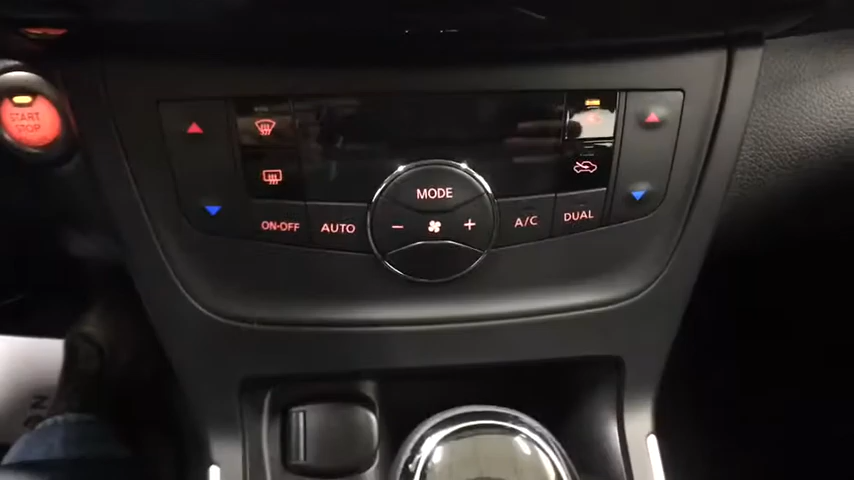 START
STOP
MODE
ON·OFF
AUTO
−
+
A/C
DUAL